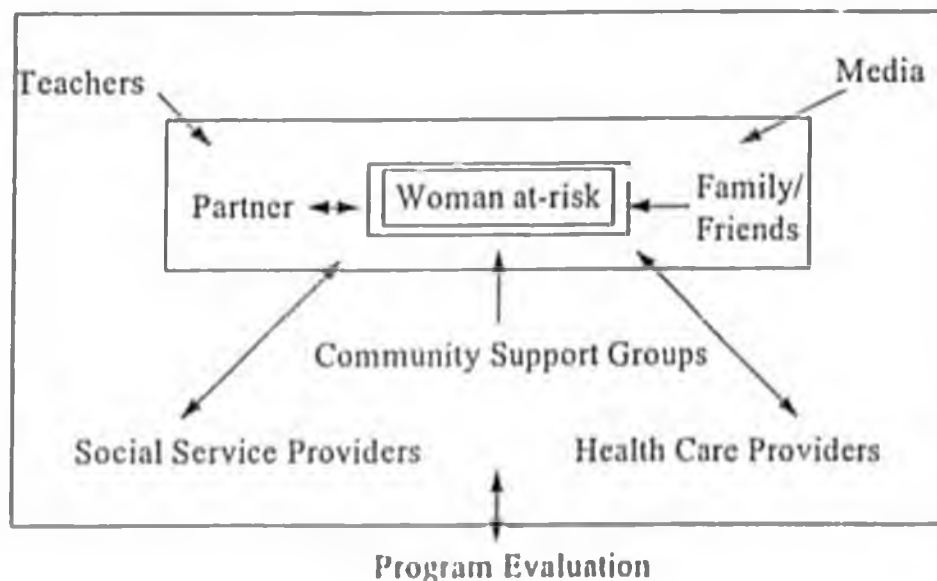 Teachers
Media
Partner
Woman at-risk
Family/
Friends
Community Support Groups
Social Service Providers
Health Care Providers
Program Evaluation